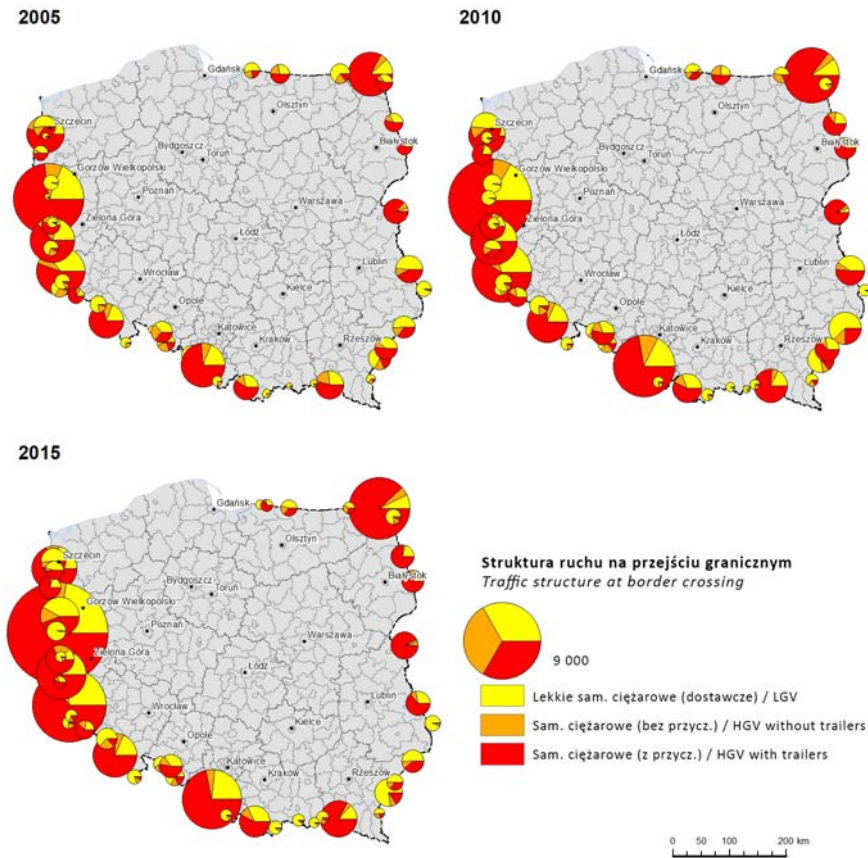 2005
Gdańsk
Olsztyn
Szczecin
Białystok
Bydgoszcz
Toruń
Gorzów Wielkopolski
Poznań
Warszawa
Zielona Góra
Łódź
Lublin
Wrocław
Opole
Kielce
Katowice
Kraków
Rzeszów
2010
Gdańsk
Olsztyn
Szczecin
Białystok
Bydgoszcz
Toruń
Gorzów Wielkopolski
Poznań
Warszawa
Zielona Góra
Łódź
Lublin
Wrocław
Opole
Kielce
Katowice
Kraków
Rzeszów
2015
Gdańsk
Olsztyn
Szczecin
Białystok
Bydgoszcz
Toruń
Gorzów Wielkopolski
Poznań
Warszawa
Zielona Góra
Łódź
Lublin
Wrocław
Opole
Kielce
Katowice
Kraków
Rzeszów
Struktura ruchu na przejściu granicznym
Traffic structure at border crossing
9 000
Lekkie sam. ciężarowe (dostawcze) / LGV
Sam. ciężarowe (bez przycz.) / HGV without trailers
Sam. ciężarowe (z przycz.) / HGV with trailers
0 50 100 200 km